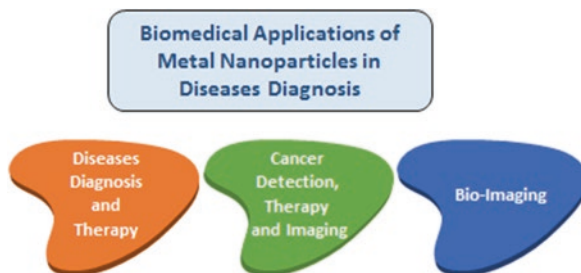 Biomedical Applications of
Metal Nanoparticles in
Diseases Diagnosis
Diseases
Diagnosis
and
Therapy
Cancer
Detection,
Therapy
and Imaging
Bio-Imaging